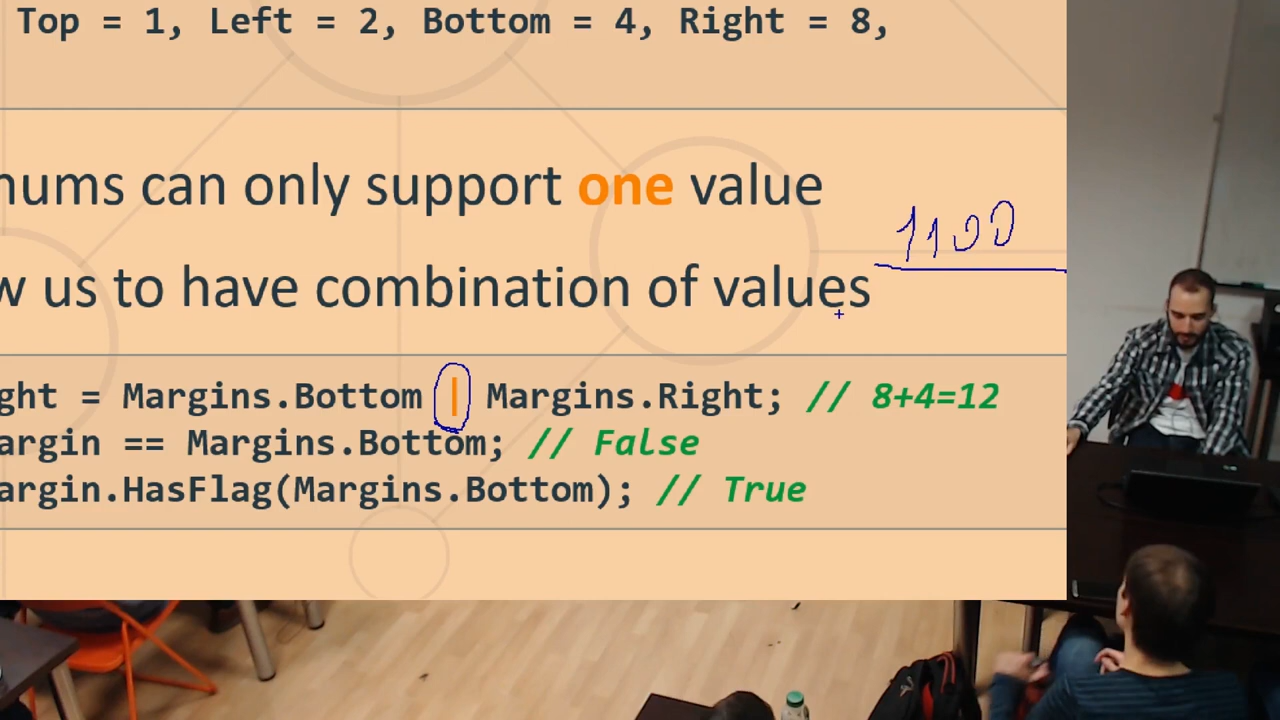 Top = 1, Left = 2, Bottom = 4, Right = 8,
nums can only support one value
1100
w us to have combination of values
ght = Margins.Bottom | Margins.Right; // 8+4=12
argin == Margins.Bottom; // False
argin.HasFlag(Margins.Bottom); // True